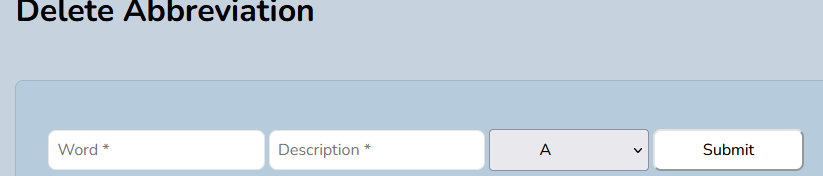 Delete Abbreviation
Word * Description * A Submit